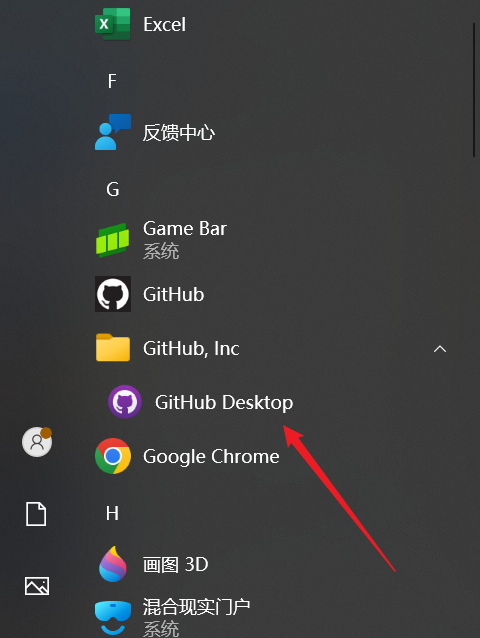 Excel
F
反馈中心
G
Game Bar
系统
GitHub
GitHub, Inc
GitHub Desktop
Google Chrome
H
画图 3D
混合现实门户
系统